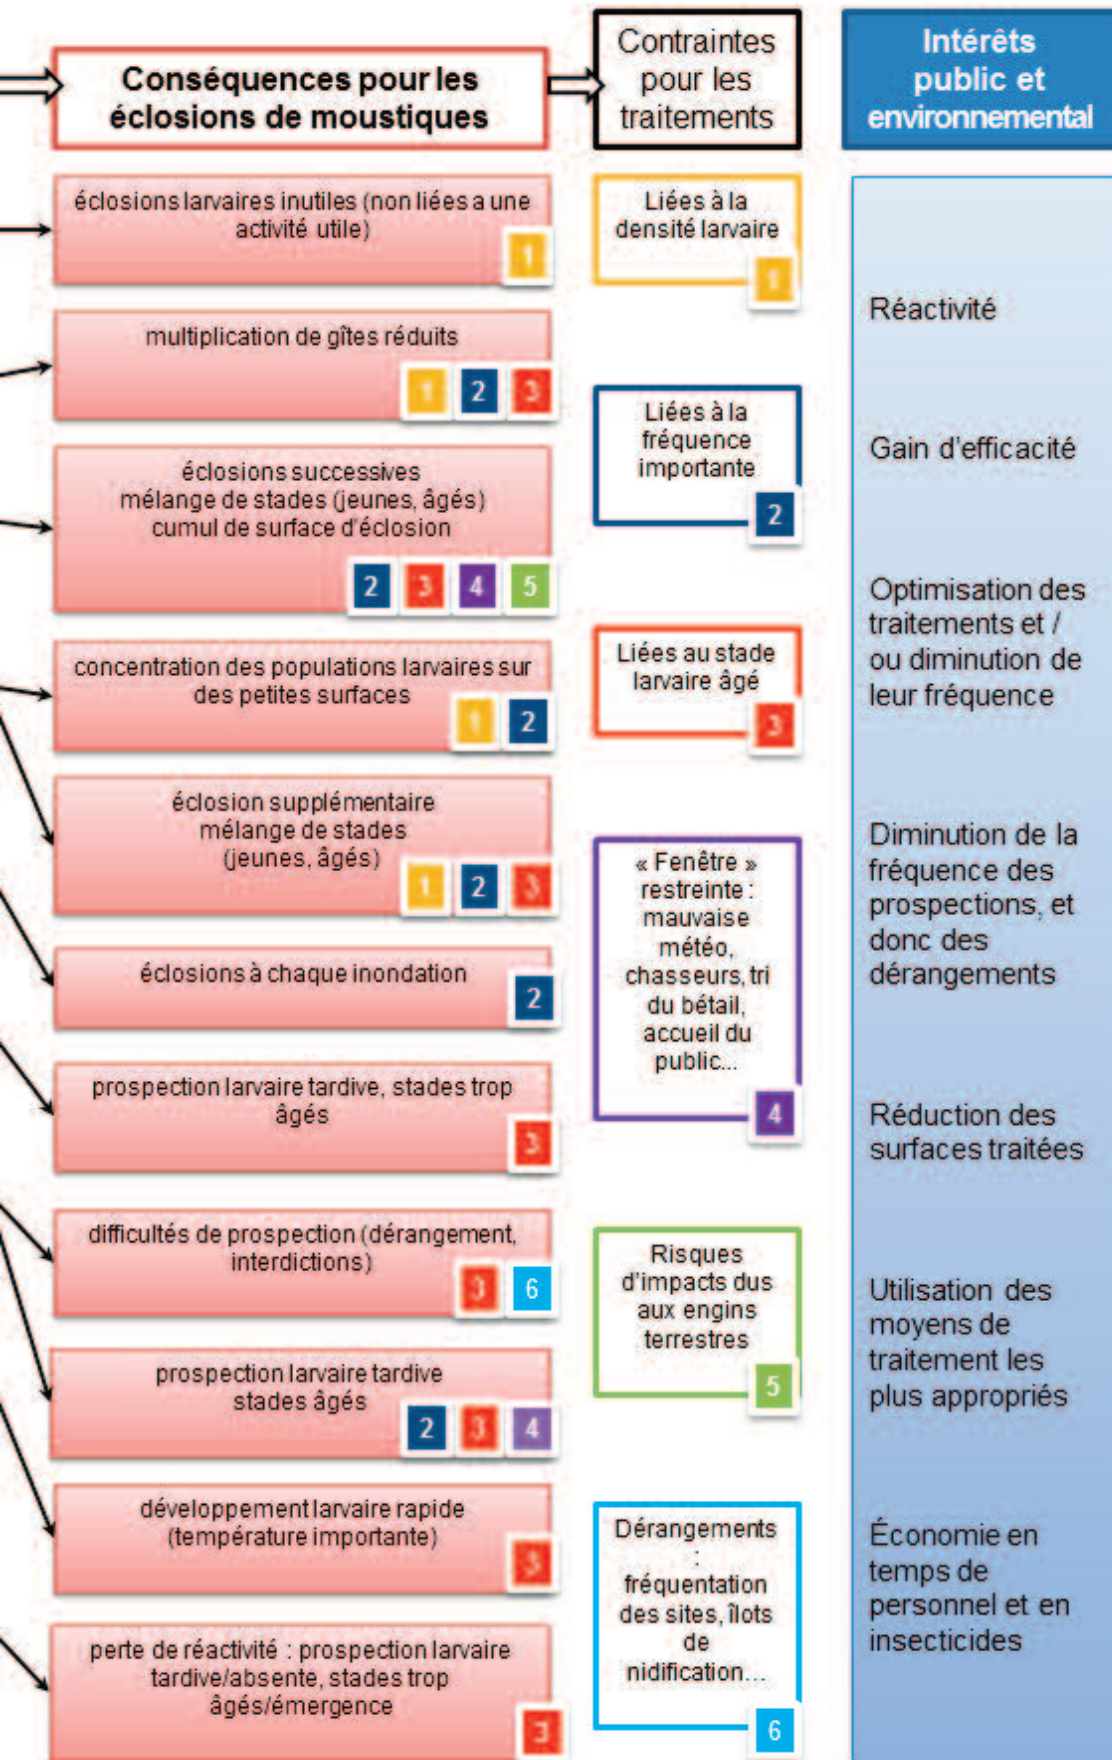 Conséquences pour les
éclosions de moustiques
éclosions larvaires inutiles (non liées a une
activité utile)
1
multiplication de gîtes réduits
1 2 3
éclosions successives
mélange de stades (jeunes, âgés)
cumul de surface d'éclosion
2 3 4 5
concentration des populations larvaires sur
des petites surfaces
1 2
éclosion supplémentaire
mélange de stades
(jeunes, âgés)
1 2 3
éclosions à chaque inondation
2
prospection larvaire tardive, stades trop
âgés
3
difficultés de prospection (dérangement,
interdictions)
3 6
prospection larvaire tardive
stades âgés
2 3 4
développement larvaire rapide
(température importante)
3
perte de réactivité : prospection larvaire
tardive/absente, stades trop
âgés/émergence
3
Contraintes
pour les
traitements
Liées à la
densité larvaire
1
Liées à la
fréquence
importante
2
Liées au stade
larvaire âgé
3
« Fenêtre »
restreinte :
mauvaise
météo,
chasseurs, tri
du bétail,
accueil du
public...
4
Risques
d'impacts dus
aux engins
terrestres
5
Dérangements
:
fréquentation
des sites, îlots
de
nidification...
6
Intérêts
public et
environnemental
Réactivité
Gain d'efficacité
Optimisation des
traitements et /
ou diminution de
leur fréquence
Diminution de la
fréquence des
prospections, et
donc des
dérangements
Réduction des
surfaces traitées
Utilisation des
moyens de
traitement les
plus appropriés
Économie en
temps de
personnel et en
insecticides